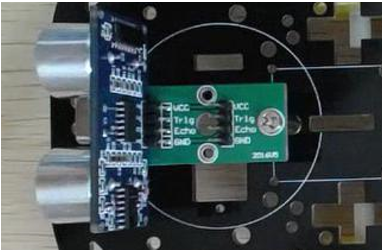 VCC VCC
Trig Trig
Echo Echo
GND GND
2016V5